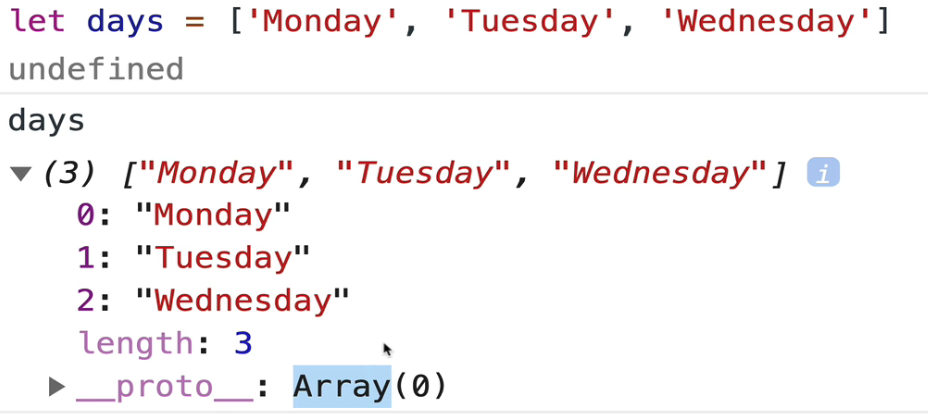 let days = ['Monday', 'Tuesday', 'Wednesday']
undefined
days
(3) ["Monday", "Tuesday", "Wednesday"] i
0: "Monday"
1: "Tuesday"
2: "Wednesday"
length: 3
__proto__: Array(0)